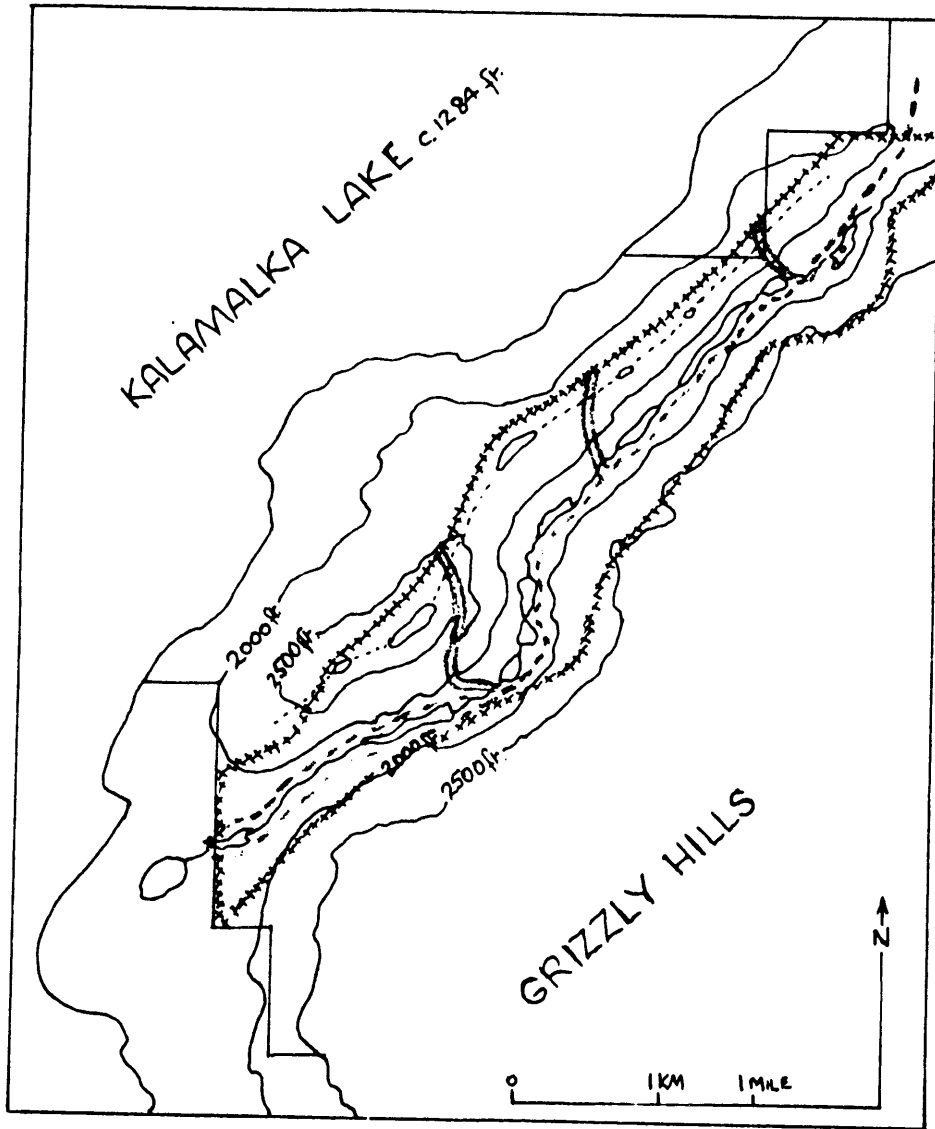 KALAMALKA LAKE c.1284 ft.
2000 ft
2500 ft
2000 ft
2500 ft
GRIZZLY HILLS
N
0 1 KM 1 MILE